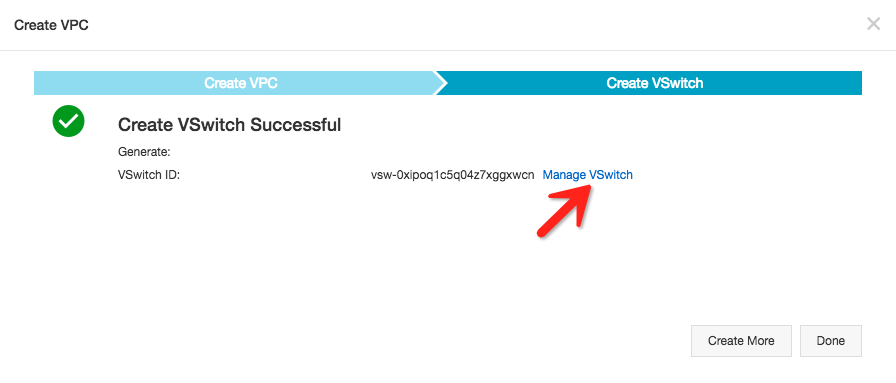 Create VPC
Create VPC Create VSwitch
Create VSwitch Successful
Generate:
VSwitch ID: vsw-0xipoq1c5q04z7xggxwcn Manage VSwitch
Create More Done